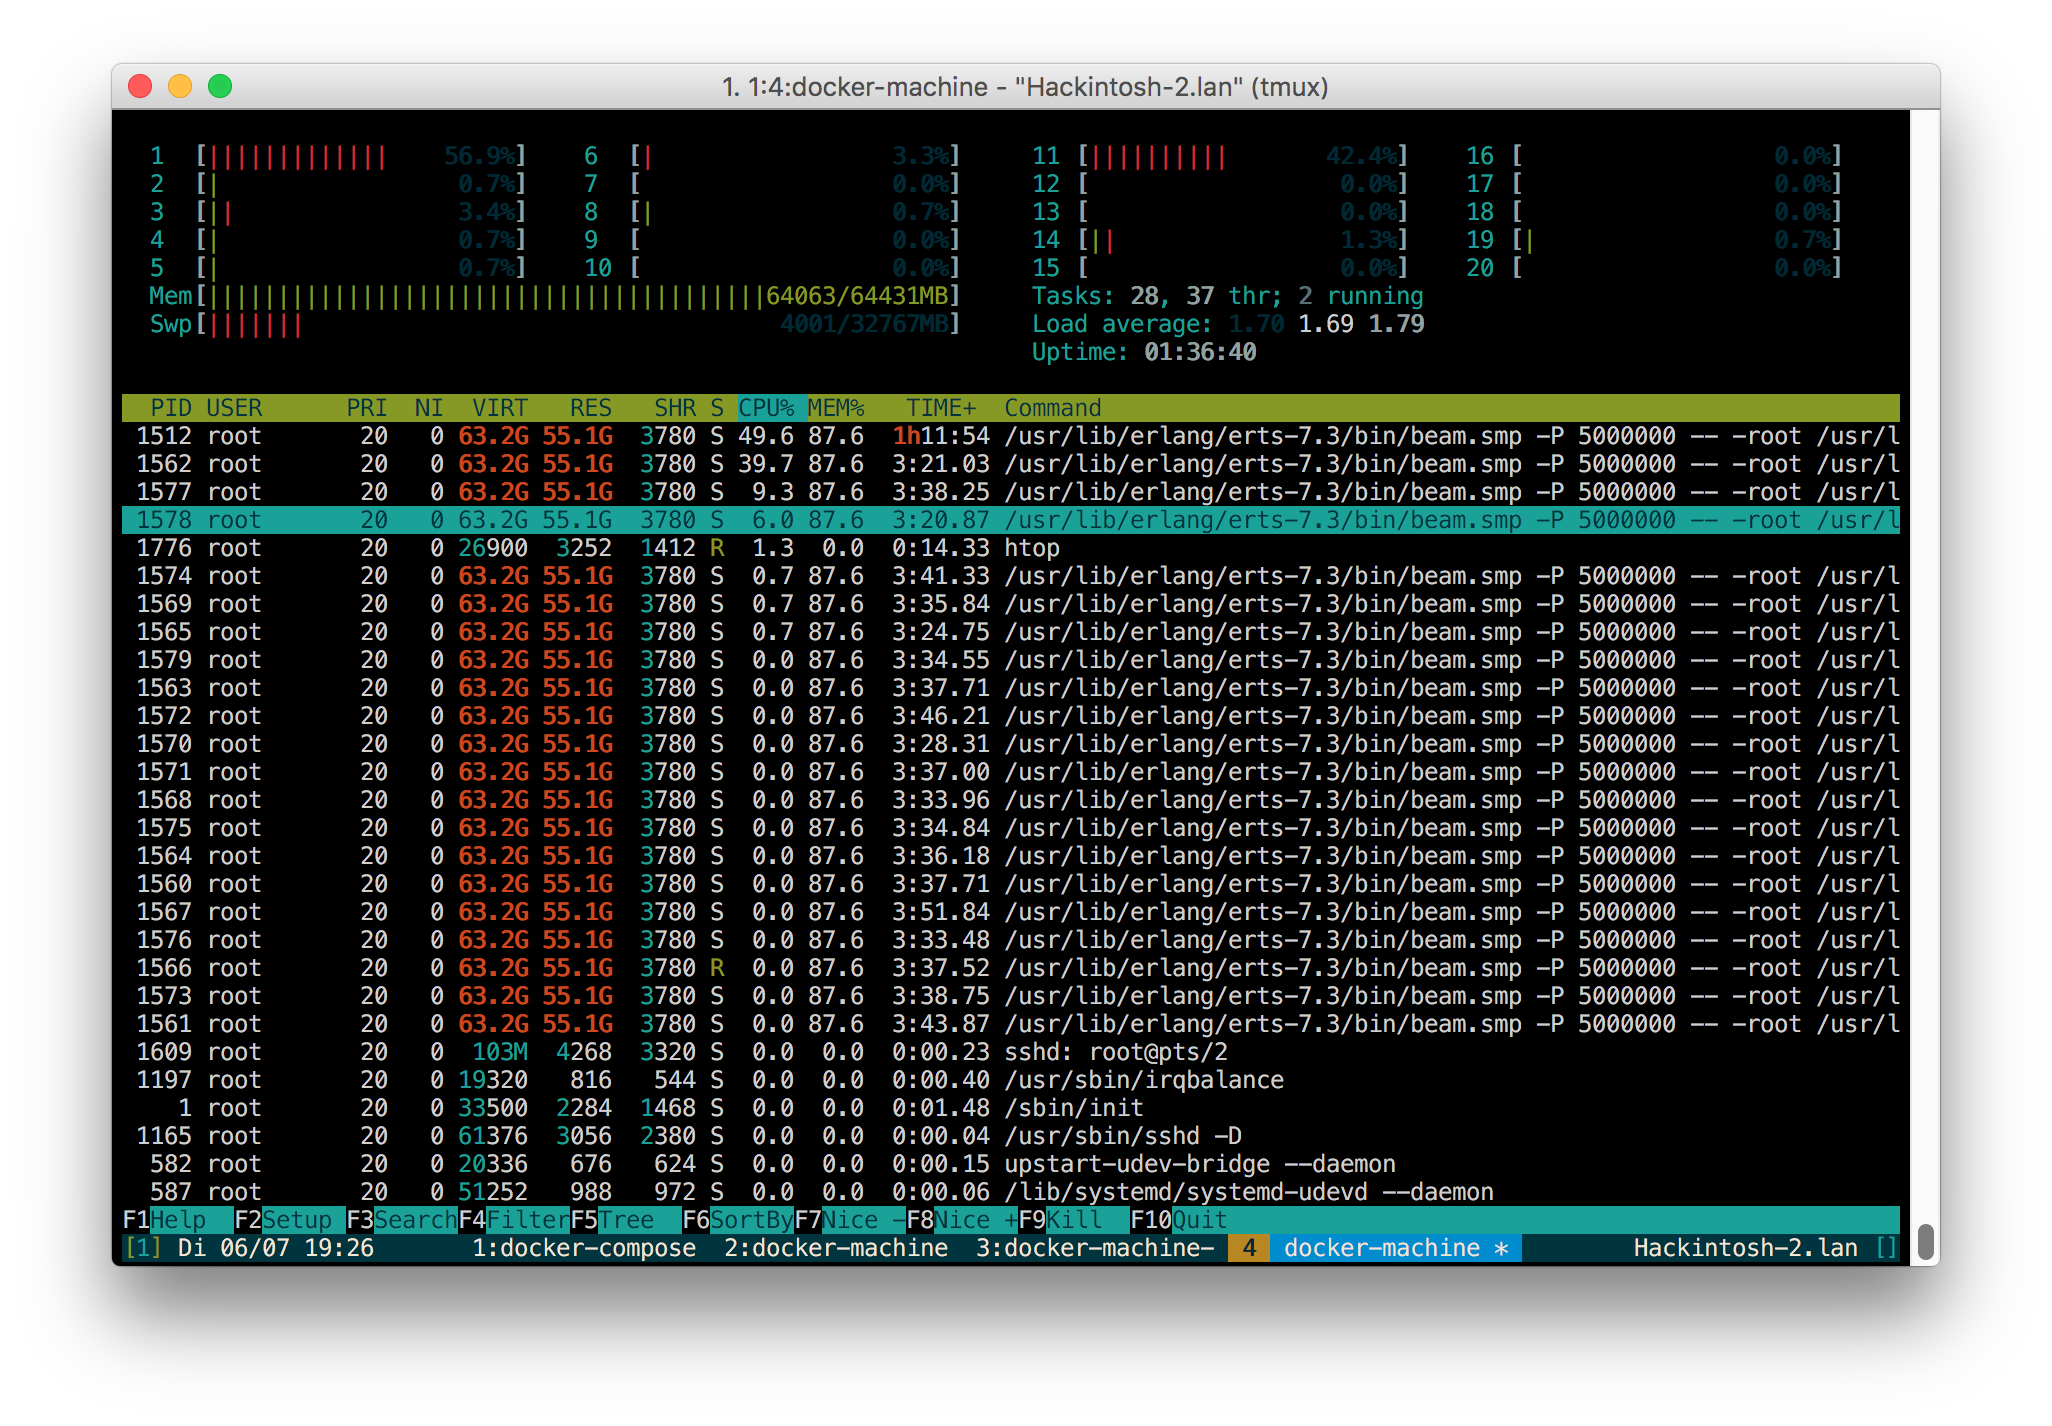 1. 1:4:docker-machine - "Hackintosh-2.lan" (tmux)
1 [||||||||||||| 56.9%] 6 [| 3.3%] 11 [|||||||||| 42.4%] 16 [ 0.0%]
2 [| 0.7%] 7 [ 0.0%] 12 [ 0.0%] 17 [ 0.0%]
3 [|| 3.4%] 8 [| 0.7%] 13 [ 0.0%] 18 [ 0.0%]
4 [| 0.7%] 9 [ 0.0%] 14 [|| 1.3%] 19 [| 0.7%]
5 [| 0.7%] 10 [ 0.0%] 15 [ 0.0%] 20 [ 0.0%]
Mem[||||||||||||||||||||||||||||||||||||||||64063/64431MB] Tasks: 28, 37 thr; 2 running
Swp[||||||| 4001/32767MB] Load average: 1.70 1.69 1.79
Uptime: 01:36:40
PID USER PRI NI VIRT RES SHR S CPU% MEM% TIME+ Command
1512 root 20 0 63.2G 55.1G 3780 S 49.6 87.6 1h11:54 /usr/lib/erlang/erts-7.3/bin/beam.smp -P 5000000 -- -root /usr/l
1562 root 20 0 63.2G 55.1G 3780 S 39.7 87.6 3:21.03 /usr/lib/erlang/erts-7.3/bin/beam.smp -P 5000000 -- -root /usr/l
1577 root 20 0 63.2G 55.1G 3780 S 9.3 87.6 3:38.25 /usr/lib/erlang/erts-7.3/bin/beam.smp -P 5000000 -- -root /usr/l
1578 root 20 0 63.2G 55.1G 3780 S 6.0 87.6 3:20.87 /usr/lib/erlang/erts-7.3/bin/beam.smp -P 5000000 -- -root /usr/l
1776 root 20 0 26900 3252 1412 R 1.3 0.0 0:14.33 htop
1574 root 20 0 63.2G 55.1G 3780 S 0.7 87.6 3:41.33 /usr/lib/erlang/erts-7.3/bin/beam.smp -P 5000000 -- -root /usr/l
1569 root 20 0 63.2G 55.1G 3780 S 0.7 87.6 3:35.84 /usr/lib/erlang/erts-7.3/bin/beam.smp -P 5000000 -- -root /usr/l
1565 root 20 0 63.2G 55.1G 3780 S 0.7 87.6 3:24.75 /usr/lib/erlang/erts-7.3/bin/beam.smp -P 5000000 -- -root /usr/l
1579 root 20 0 63.2G 55.1G 3780 S 0.0 87.6 3:34.55 /usr/lib/erlang/erts-7.3/bin/beam.smp -P 5000000 -- -root /usr/l
1563 root 20 0 63.2G 55.1G 3780 S 0.0 87.6 3:37.71 /usr/lib/erlang/erts-7.3/bin/beam.smp -P 5000000 -- -root /usr/l
1572 root 20 0 63.2G 55.1G 3780 S 0.0 87.6 3:46.21 /usr/lib/erlang/erts-7.3/bin/beam.smp -P 5000000 -- -root /usr/l
1570 root 20 0 63.2G 55.1G 3780 S 0.0 87.6 3:28.31 /usr/lib/erlang/erts-7.3/bin/beam.smp -P 5000000 -- -root /usr/l
1571 root 20 0 63.2G 55.1G 3780 S 0.0 87.6 3:37.00 /usr/lib/erlang/erts-7.3/bin/beam.smp -P 5000000 -- -root /usr/l
1568 root 20 0 63.2G 55.1G 3780 S 0.0 87.6 3:33.96 /usr/lib/erlang/erts-7.3/bin/beam.smp -P 5000000 -- -root /usr/l
1575 root 20 0 63.2G 55.1G 3780 S 0.0 87.6 3:34.84 /usr/lib/erlang/erts-7.3/bin/beam.smp -P 5000000 -- -root /usr/l
1564 root 20 0 63.2G 55.1G 3780 S 0.0 87.6 3:36.18 /usr/lib/erlang/erts-7.3/bin/beam.smp -P 5000000 -- -root /usr/l
1560 root 20 0 63.2G 55.1G 3780 S 0.0 87.6 3:37.71 /usr/lib/erlang/erts-7.3/bin/beam.smp -P 5000000 -- -root /usr/l
1567 root 20 0 63.2G 55.1G 3780 S 0.0 87.6 3:51.84 /usr/lib/erlang/erts-7.3/bin/beam.smp -P 5000000 -- -root /usr/l
1576 root 20 0 63.2G 55.1G 3780 S 0.0 87.6 3:33.48 /usr/lib/erlang/erts-7.3/bin/beam.smp -P 5000000 -- -root /usr/l
1566 root 20 0 63.2G 55.1G 3780 R 0.0 87.6 3:37.52 /usr/lib/erlang/erts-7.3/bin/beam.smp -P 5000000 -- -root /usr/l
1573 root 20 0 63.2G 55.1G 3780 S 0.0 87.6 3:38.75 /usr/lib/erlang/erts-7.3/bin/beam.smp -P 5000000 -- -root /usr/l
1561 root 20 0 63.2G 55.1G 3780 S 0.0 87.6 3:43.87 /usr/lib/erlang/erts-7.3/bin/beam.smp -P 5000000 -- -root /usr/l
1609 root 20 0 103M 4268 3320 S 0.0 0.0 0:00.23 sshd: root@pts/2
1197 root 20 0 19320 816 544 S 0.0 0.0 0:00.40 /usr/sbin/irqbalance
1 root 20 0 33500 2284 1468 S 0.0 0.0 0:01.48 /sbin/init
1165 root 20 0 61376 3056 2380 S 0.0 0.0 0:00.04 /usr/sbin/sshd -D
582 root 20 0 20336 676 624 S 0.0 0.0 0:00.15 upstart-udev-bridge --daemon
587 root 20 0 51252 988 972 S 0.0 0.0 0:00.06 /lib/systemd/systemd-udevd --daemon
F1Help F2Setup F3SearchF4FilterF5Tree F6SortByF7Nice -F8Nice +F9Kill F10Quit
[1] Di 06/07 19:26 1:docker-compose 2:docker-machine 3:docker-machine- 4 docker-machine * Hackintosh-2.lan []